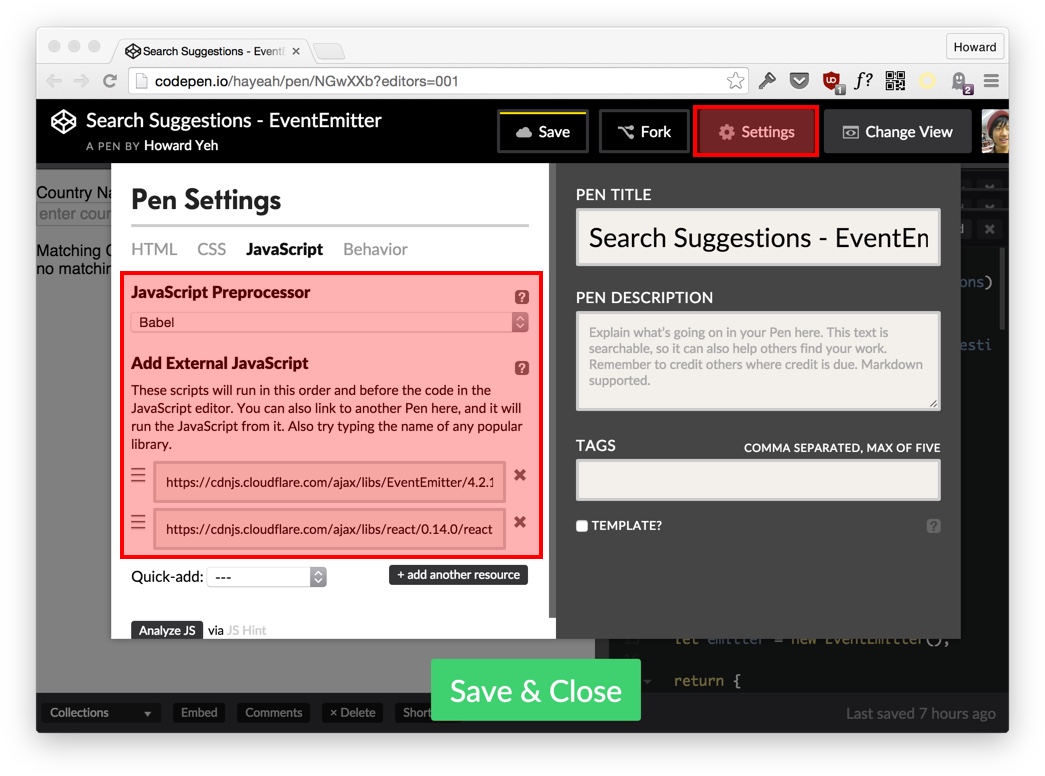 Search Suggestions - Event
Howard
codepen.io/hayeah/pen/NGwXXb?editors=001
1
f?
2
Search Suggestions - EventEmitter
A PEN BY Howard Yeh
Save
Fork
Settings
Change View
Country Na
enter coun
Matching C
no matchin
Pen Settings
HTML CSS JavaScript Behavior
JavaScript Preprocessor
?
Babel
Add External JavaScript
?
These scripts will run in this order and before the code in the
JavaScript editor. You can also link to another Pen here, and it will
run the JavaScript from it. Also try typing the name of any popular
library.
https://cdnjs.cloudflare.com/ajax/libs/EventEmitter/4.2.1
https://cdnjs.cloudflare.com/ajax/libs/react/0.14.0/react
Quick-add: ---
+ add another resource
Analyze JS via JS Hint
PEN TITLE
Search Suggestions - EventEm
PEN DESCRIPTION
Explain what's going on in your Pen here. This text is
searchable, so it can also help others find your work.
Remember to credit others where credit is due. Markdown
supported.
TAGS
COMMA SEPARATED, MAX OF FIVE
TEMPLATE?
?
ons)
esti
let emitter = new EventEmitter();
return {
Save & Close
Collections
Embed
Comments
× Delete
Short
Last saved 7 hours ago